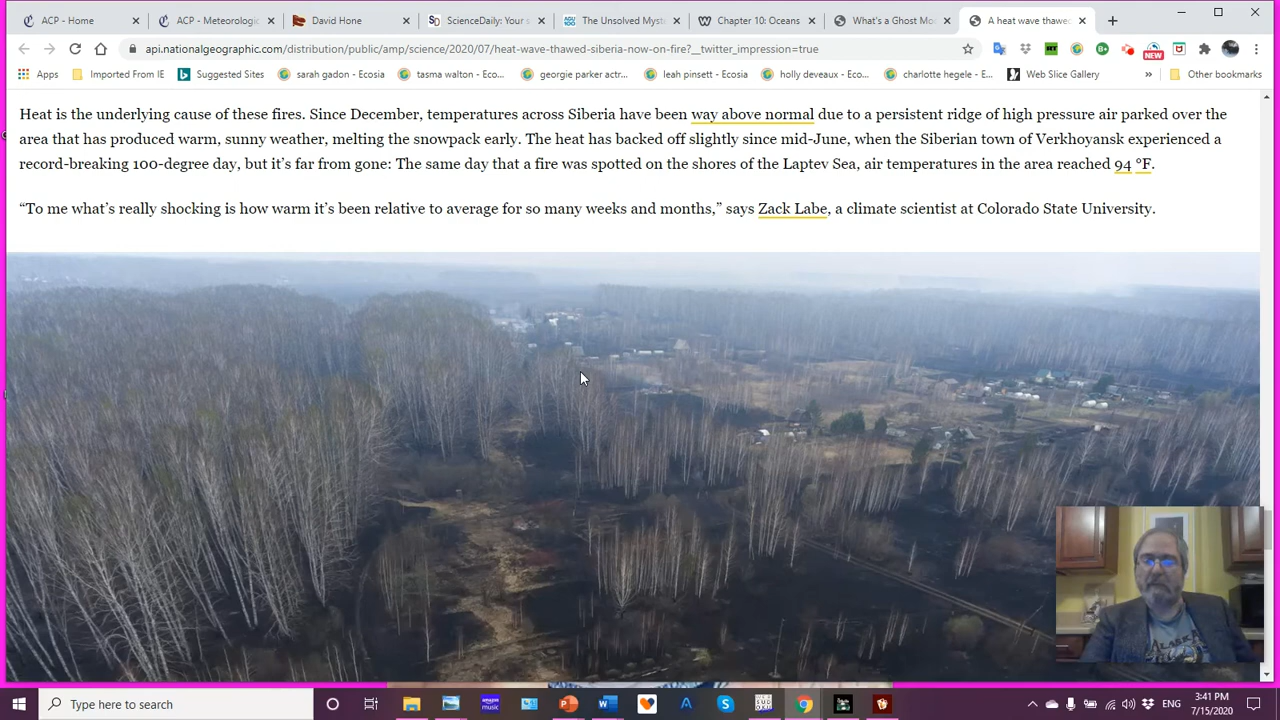 ACP - Home
ACP - Meteorologic
David Hone
ScienceDaily: Your s
The Unsolved Myst
Chapter 10: Oceans
What's a Ghost Mo
A heat wave thawed
api.nationalgeographic.com/distribution/public/amp/science/2020/07/heat-wave-thawed-siberia-now-on-fire?__twitter_impression=true
NEW
Apps
Imported From IE
Suggested Sites
sarah gadon - Ecosia
tasma walton - Eco...
georgie parker actr...
leah pinsett - Ecosia
holly deveaux - Eco...
charlotte hegele - E...
Web Slice Gallery
»
Other bookmarks
Heat is the underlying cause of these fires. Since December, temperatures across Siberia have been way above normal due to a persistent ridge of high pressure air parked over the
area that has produced warm, sunny weather, melting the snowpack early. The heat has backed off slightly since mid-June, when the Siberian town of Verkhoyansk experienced a
record-breaking 100-degree day, but it’s far from gone: The same day that a fire was spotted on the shores of the Laptev Sea, air temperatures in the area reached 94 °F.
“To me what’s really shocking is how warm it’s been relative to average for so many weeks and months,” says Zack Labe, a climate scientist at Colorado State University.
ALASKA
Type here to search
amazon music
ENG
3:41 PM
7/15/2020